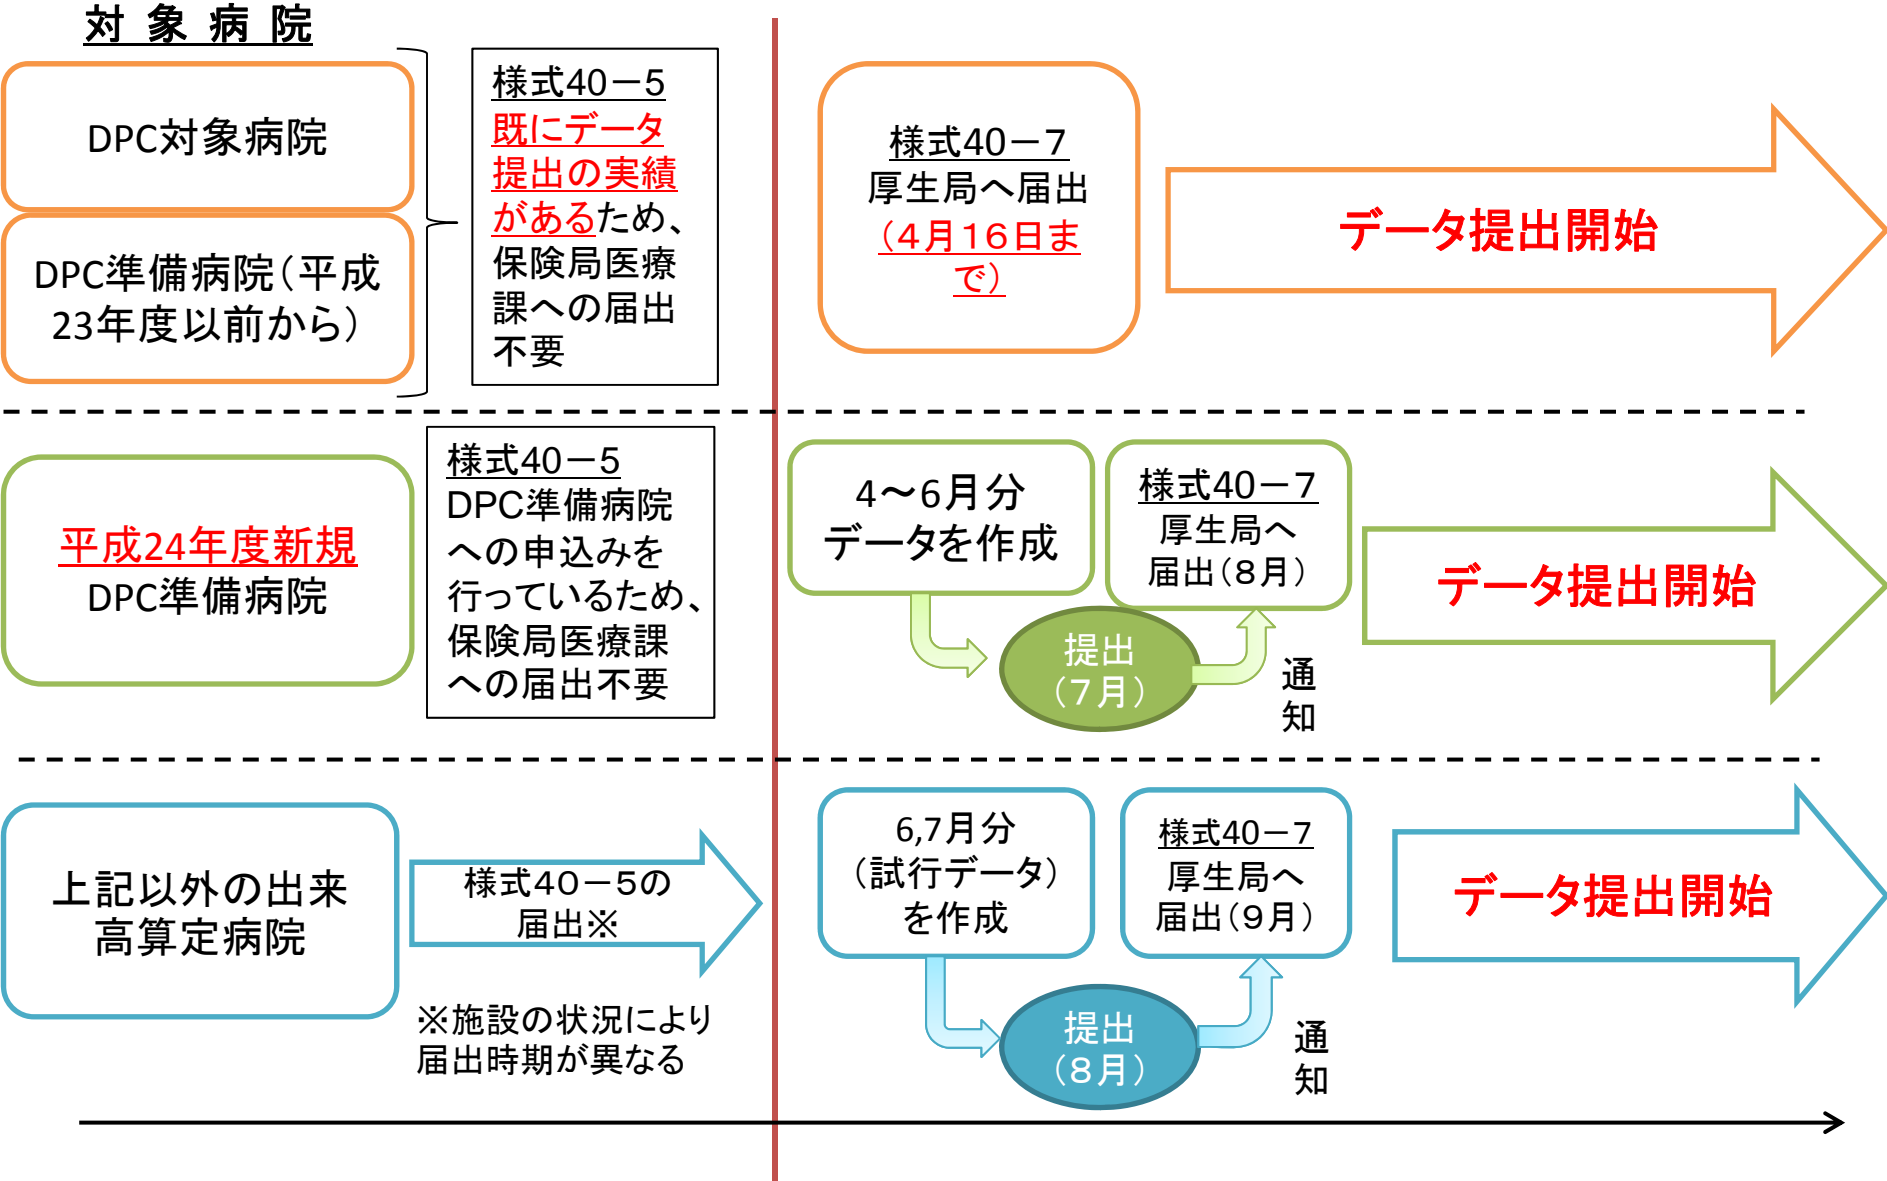 対 象 病 院
DPC対象病院
DPC準備病院（平成
23年度以前から）
様式40－5
既にデータ
提出の実績
があるため、
保険局医療
課への届出
不要
様式40－7
厚生局へ届出
（４月１６日ま
で）
データ提出開始
平成24年度新規
DPC準備病院
様式40－5
DPC準備病院
への申込みを
行っているため、
保険局医療課
への届出不要
4～6月分
データを作成
提出
（７月）
様式40－7
厚生局へ
届出（８月）
通
知
データ提出開始
上記以外の出来
高算定病院
様式４０－５の
届出※
※施設の状況により
届出時期が異なる
6,7月分
（試行データ）
を作成
提出
（８月）
様式40－7
厚生局へ
届出（９月）
通
知
データ提出開始